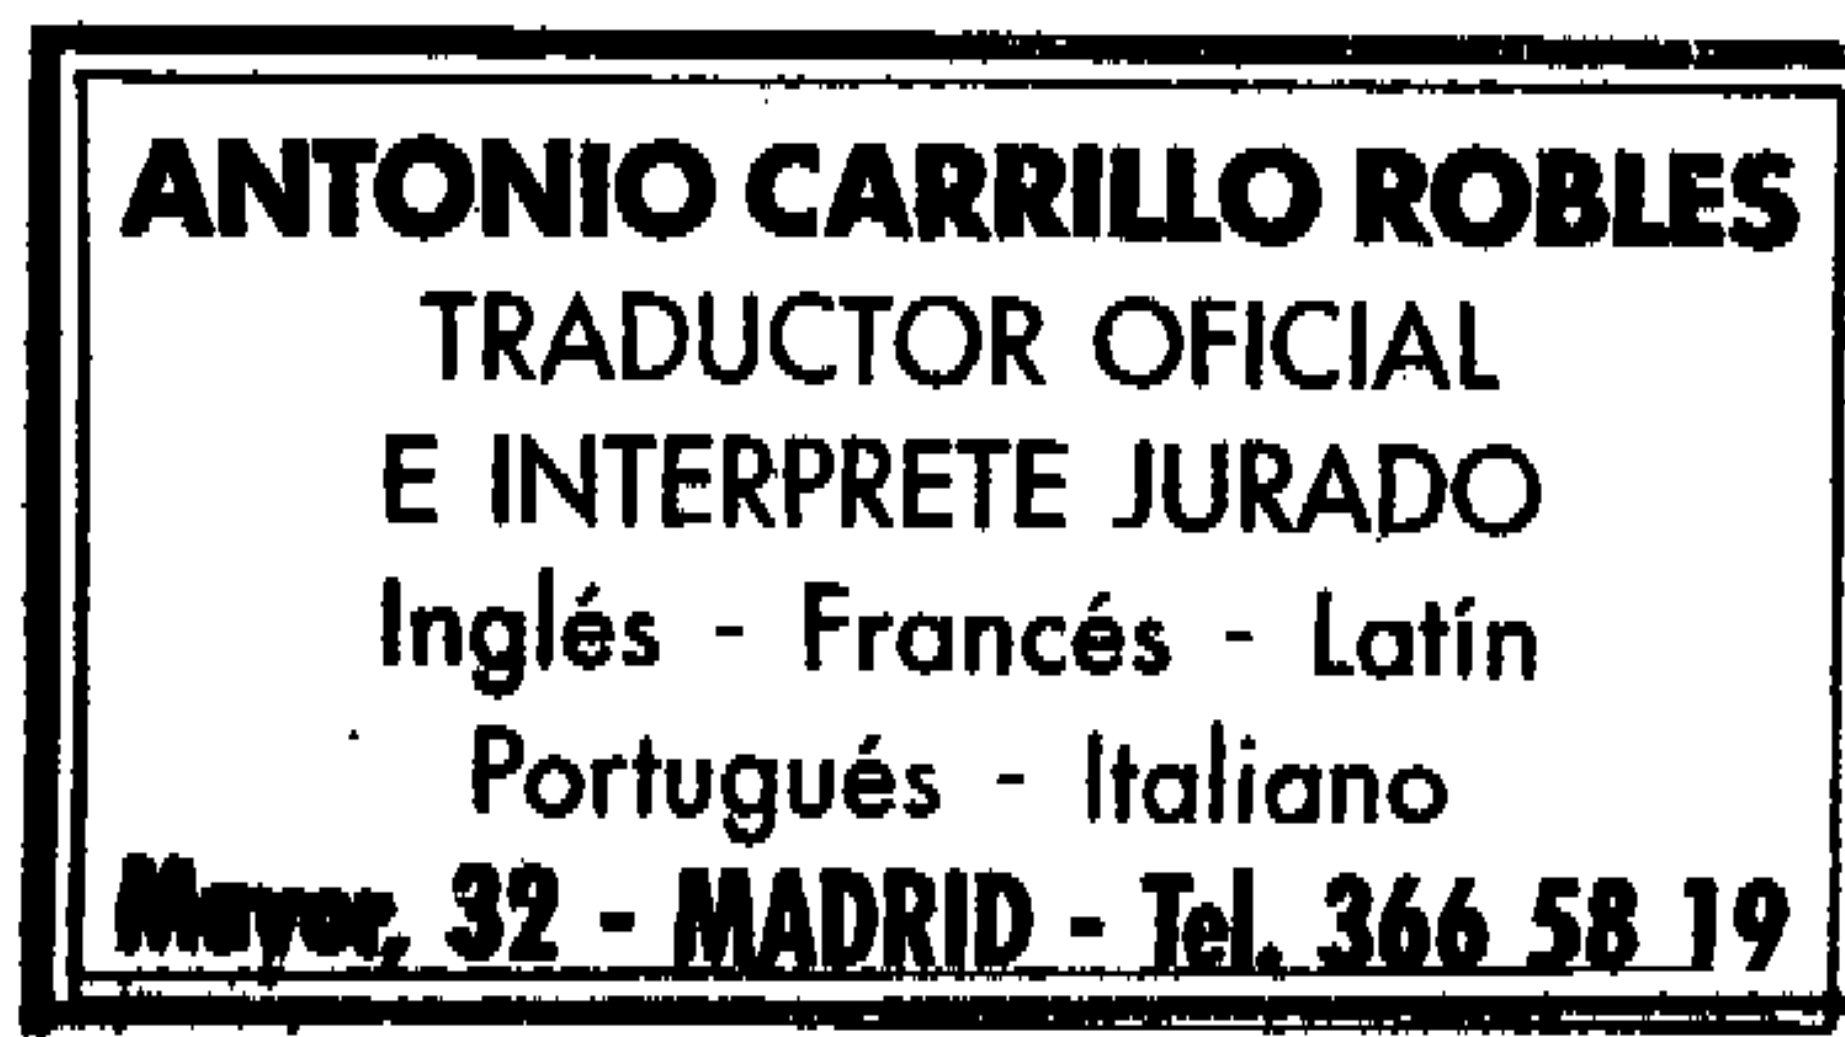 ANTONIO CARRILLO ROBLES
TRADUCTOR OFICIAL
E INTERPRETE JURADO
Inglés - Francés - Latín
Portugués - Italiano
Mayor, 32 - MADRID - Tel. 366 58 19